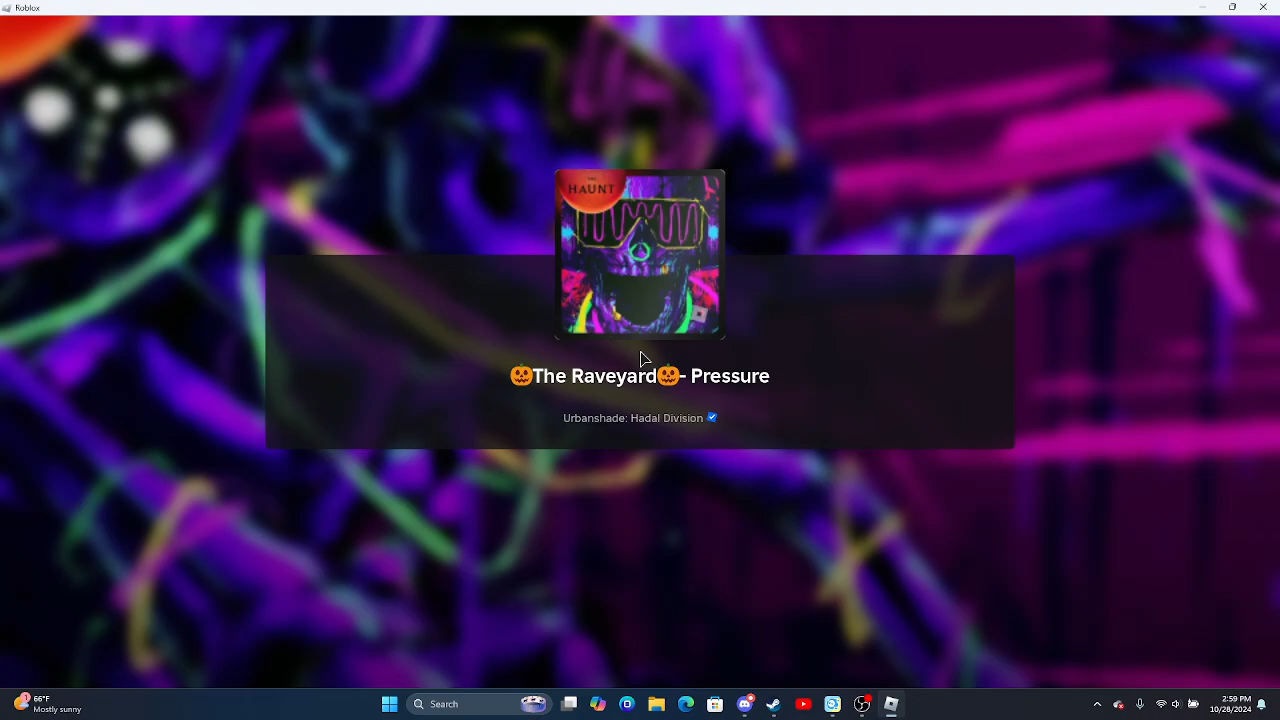 Roblox
THE
HAUNT
🎃The Raveyard🎃- Pressure
Urbanshade: Hadal Division
66°F
Mostly sunny
Search
2:59 PM
10/28/2024